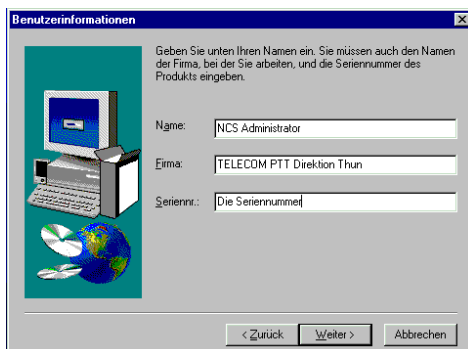 Benutzerinformationen
Geben Sie unten Ihren Namen ein. Sie müssen auch den Namen
der Firma, bei der Sie arbeiten, und die Seriennummer des
Produkts eingeben.
Name: NCS Administrator
Firma: TELECOM PTT Direktion Thun
Seriennr.: Die Seriennummer
< Zurück Weiter > Abbrechen